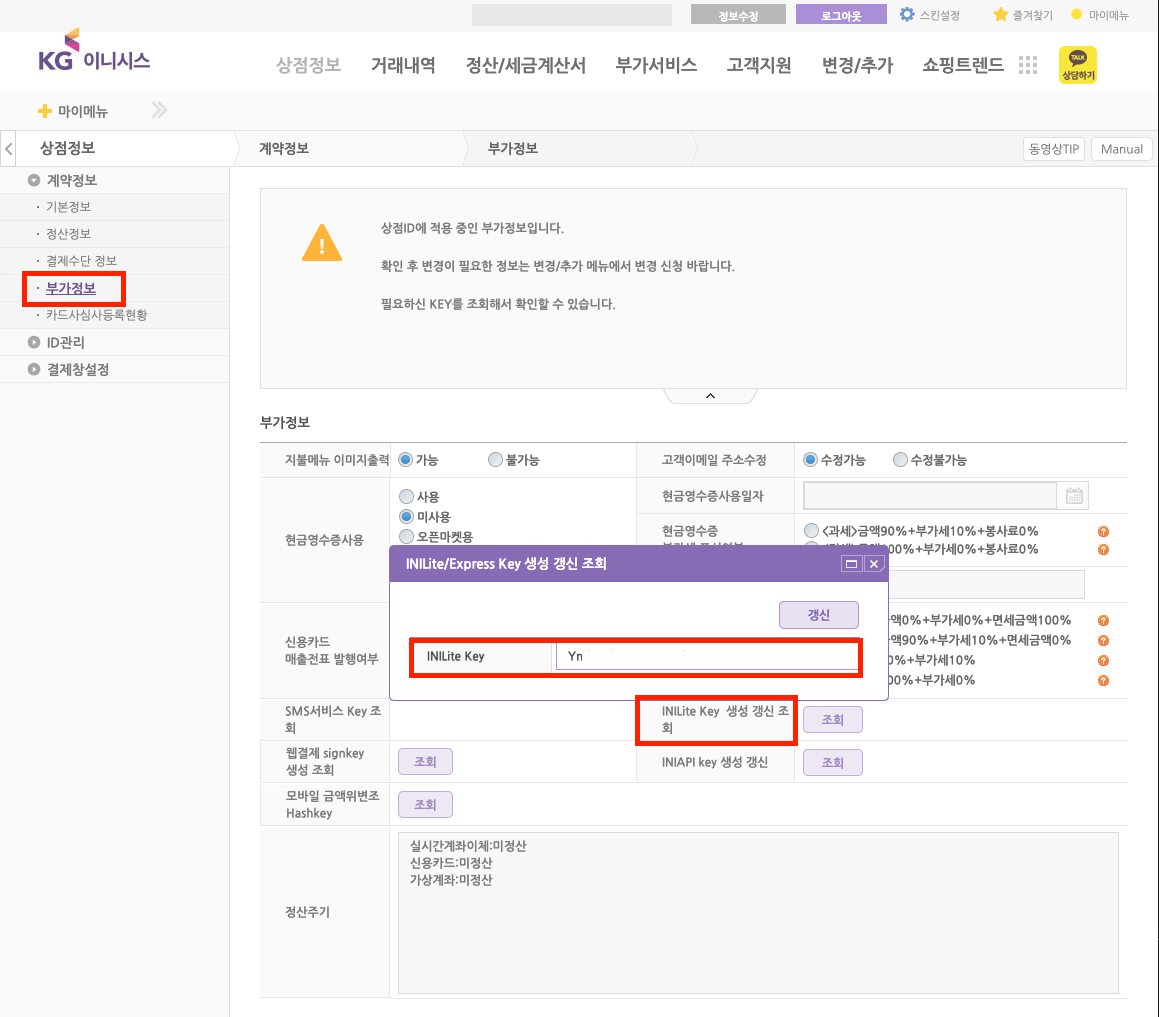 정보수정
로그아웃
스킨설정
즐겨찾기
마이메뉴
KG 이니시스
상점정보
거래내역
정산/세금계산서
부가서비스
고객지원
변경/추가
쇼핑트렌드
TALK
상담하기
마이메뉴
상점정보
계약정보
부가정보
동영상TIP
Manual
계약정보
· 기본정보
· 정산정보
· 결제수단 정보
· 부가정보
· 카드사심사등록현황
ID관리
결제창설정
상점ID에 적용 중인 부가정보입니다.
확인 후 변경이 필요한 정보는 변경/추가 메뉴에서 변경 신청 바랍니다.
필요하신 KEY를 조회해서 확인할 수 있습니다.
부가정보
지불메뉴 이미지출력
가능
불가능
고객이메일 주소수정
수정가능
수정불가능
현금영수증사용
사용
미사용
오픈마켓용
현금영수증사용일자
현금영수증
<과세>금액90%+부가세10%+봉사료0%
00%+부가세0%+봉사료0%
INILite/Express Key 생성 갱신 조회
갱신
INILite Key
Yn
신용카드
매출전표 발행여부
액0%+부가세0%+면세금액100%
액90%+부가세10%+면세금액0%
0%+부가세10%
00%+부가세0%
SMS서비스 Key 조
회
INILite Key 생성 갱신 조
회
조회
웹결제 signkey
생성 조회
조회
INIAPI key 생성 갱신
조회
모바일 금액위변조
Hashkey
조회
정산주기
실시간계좌이체:미정산
신용카드:미정산
가상계좌:미정산